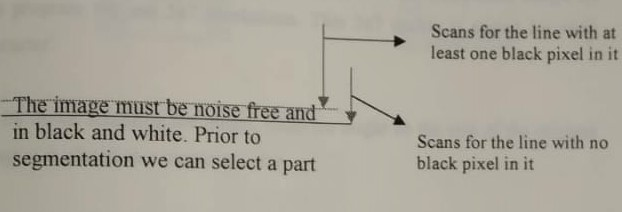 Scans for the line with at
least one black pixel in it
The image must be noise free and
in black and white. Prior to
segmentation we can select a part
Scans for the line with no
black pixel in it